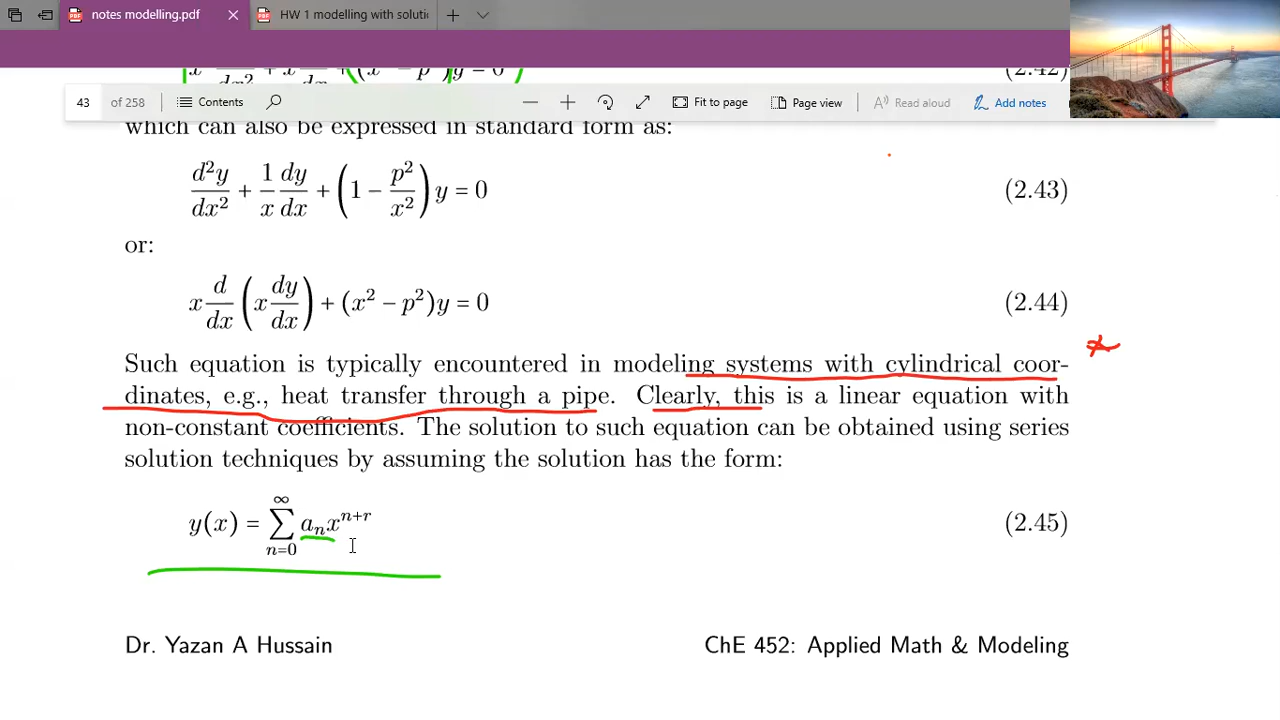 notes modelling.pdf
HW 1 modelling with soluti
43 of 258 Contents Fit to page Page view Read aloud Add notes
(2.42)
which can also be expressed in standard form as:
d²y/dx² + 1/x dy/dx + (1 − p²/x²) y = 0 (2.43)
or:
x d/dx (x dy/dx) + (x² − p²)y = 0 (2.44)
Such equation is typically encountered in modeling systems with cylindrical coor-
dinates, e.g., heat transfer through a pipe. Clearly, this is a linear equation with
non-constant coefficients. The solution to such equation can be obtained using series
solution techniques by assuming the solution has the form:
y(x) = ∑_{n=0}^{∞} aₙx^{n+r} (2.45)
Dr. Yazan A Hussain ChE 452: Applied Math & Modeling